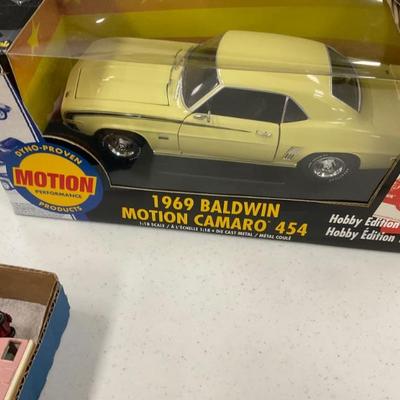 DYNO-PROVEN
MOTION
PERFORMANCE
PRODUCTS
1969 BALDWIN
MOTION CAMARO 454
1:18 SCALE / À L'ÉCHELLE 1:18 • DIE CAST METAL / MÉTAL COULÉ
Hobby Edition
Hobby Édition